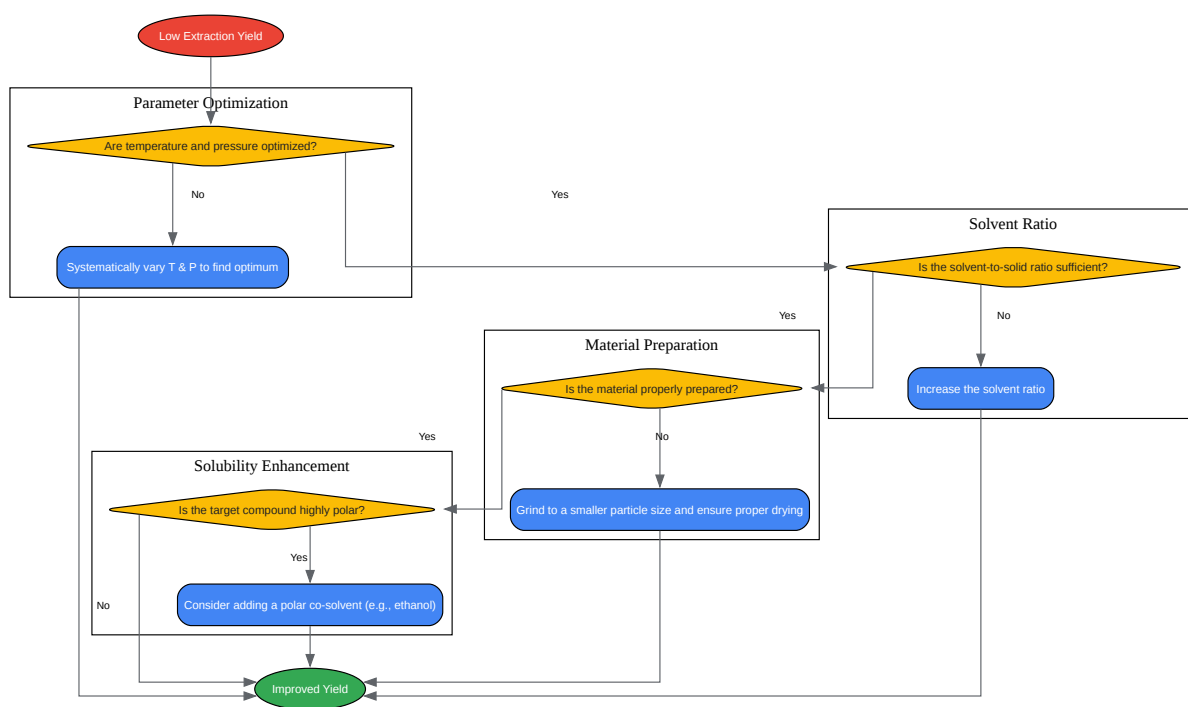 Low Extraction Yield
Parameter Optimization
Are temperature and pressure optimized?
No
Yes
Systematically vary T & P to find optimum
Solvent Ratio
Is the solvent-to-solid ratio sufficient?
Yes
No
Increase the solvent ratio
Material Preparation
Is the material properly prepared?
Yes
No
Grind to a smaller particle size and ensure proper drying
Solubility Enhancement
Is the target compound highly polar?
Yes
No
Consider adding a polar co-solvent (e.g., ethanol)
Improved Yield